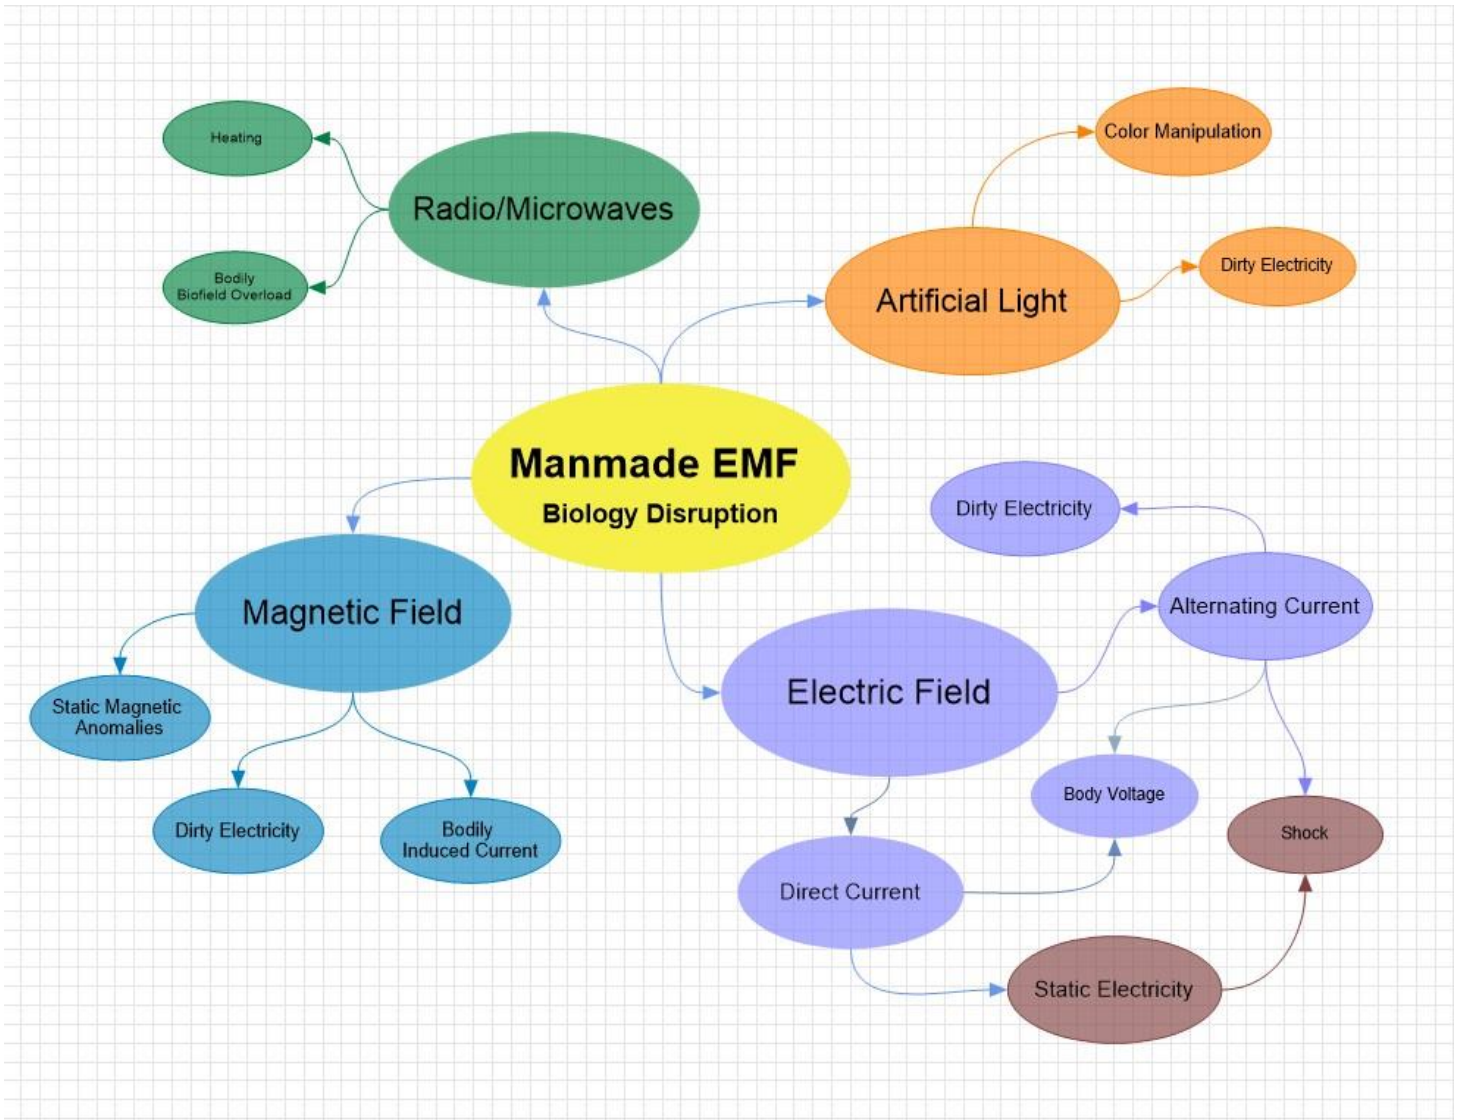 Heating
Radio/Microwaves
Bodily
Biofield Overload
Color Manipulation
Artificial Light
Dirty Electricity
Manmade EMF
Biology Disruption
Magnetic Field
Static Magnetic
Anomalies
Dirty Electricity
Bodily
Induced Current
Electric Field
Dirty Electricity
Alternating Current
Body Voltage
Shock
Direct Current
Static Electricity